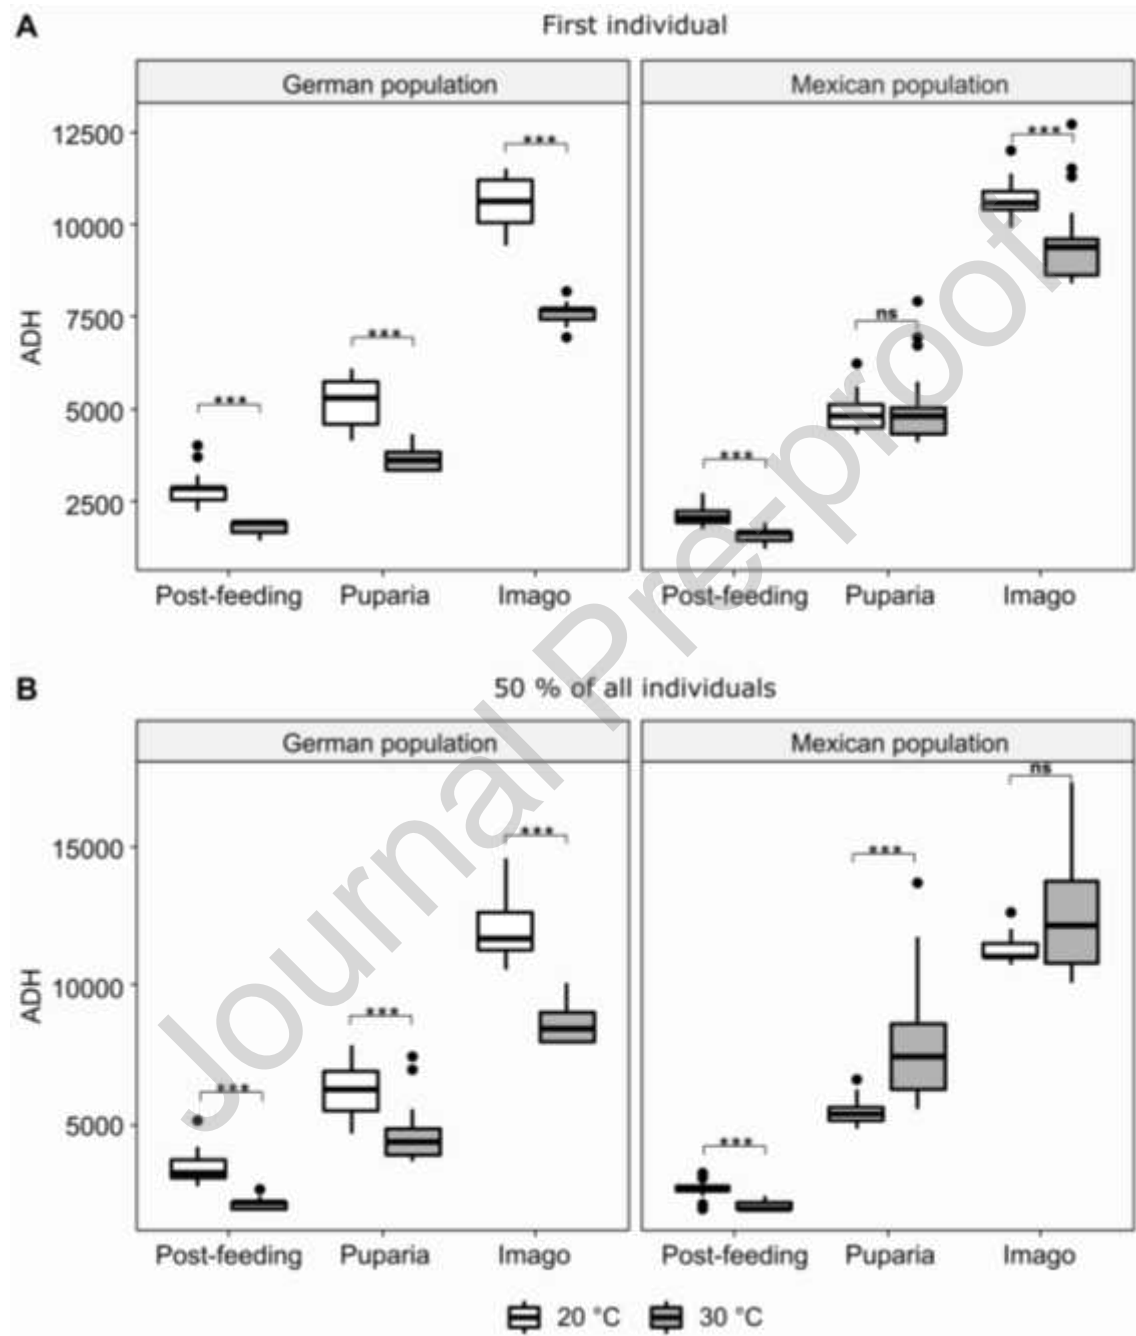 A
First individual
German population
Mexican population
12500
10000
7500
5000
2500
ADH
***
***
***
***
ns
***
Post-feeding
Puparia
Imago
Post-feeding
Puparia
Imago
B
50 % of all individuals
German population
Mexican population
15000
10000
5000
ADH
***
***
***
***
***
ns
Post-feeding
Puparia
Imago
Post-feeding
Puparia
Imago
20 °C
30 °C
Journal Pre-proof